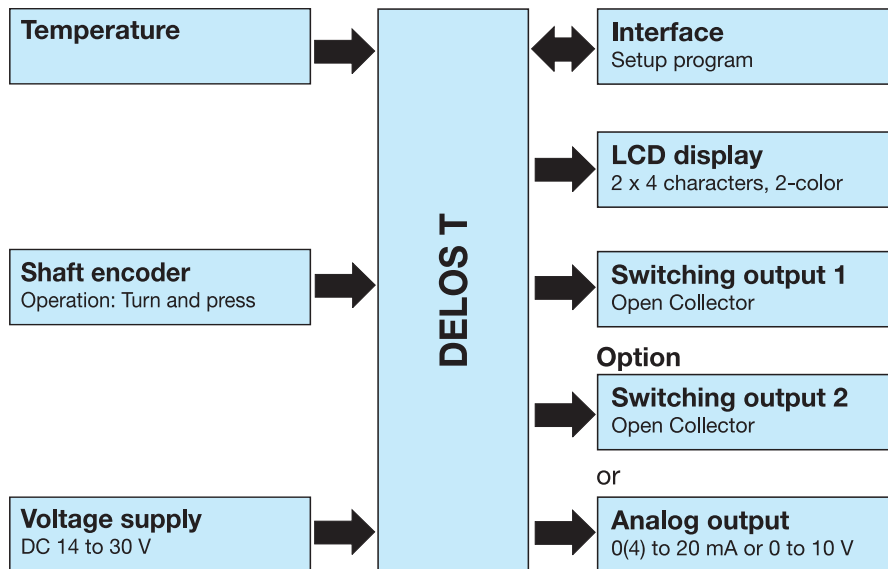 Temperature
Shaft encoder
Operation: Turn and press
Voltage supply
DC 14 to 30 V
DELOS T
Interface
Setup program
LCD display
2 x 4 characters, 2-color
Switching output 1
Open Collector
Option
Switching output 2
Open Collector
or
Analog output
0(4) to 20 mA or 0 to 10 V